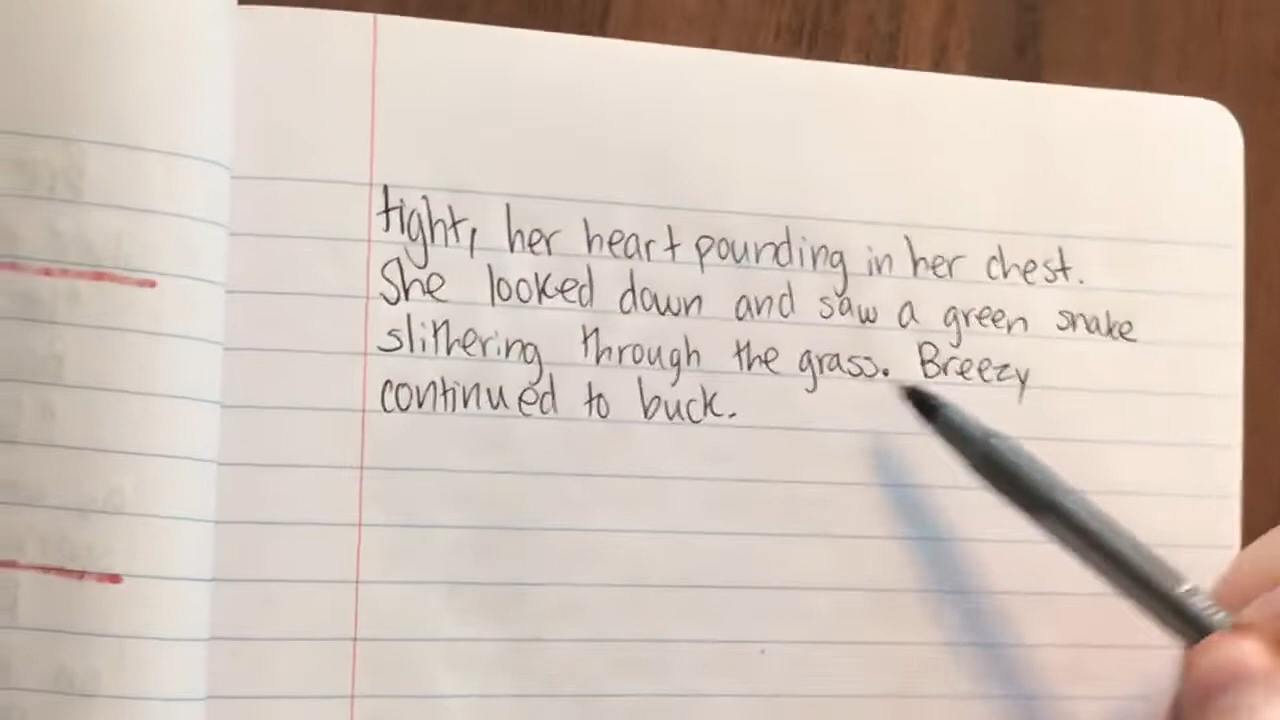 tight, her heart pounding in her chest.
She looked down and saw a green snake
slithering through the grass. Breezy
continued to buck.